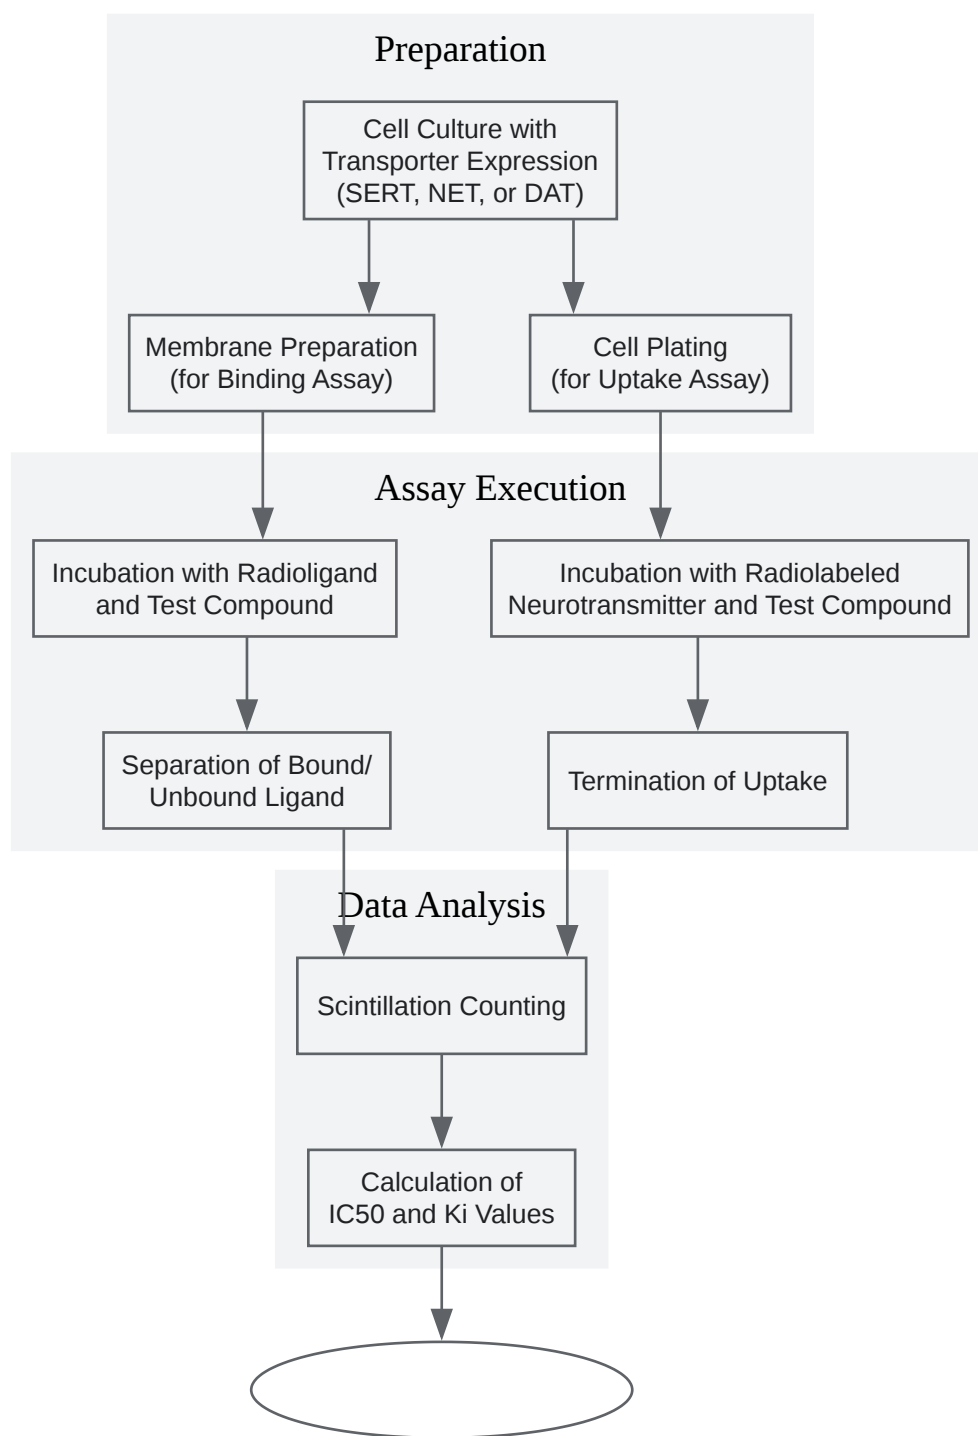 Preparation
Cell Culture with
Transporter Expression
(SERT, NET, or DAT)
Membrane Preparation
(for Binding Assay)
Cell Plating
(for Uptake Assay)
Assay Execution
Incubation with Radioligand
and Test Compound
Incubation with Radiolabeled
Neurotransmitter and Test Compound
Separation of Bound/
Unbound Ligand
Termination of Uptake
Data Analysis
Scintillation Counting
Calculation of
IC50 and Ki Values